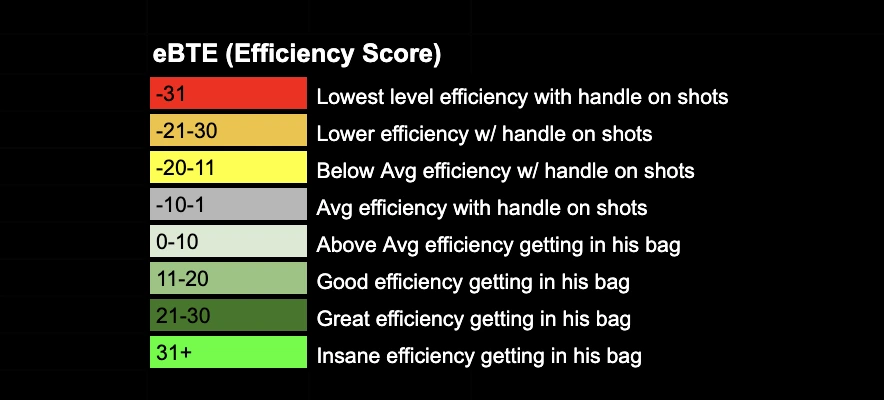 eBTE (Efficiency Score)
-31 Lowest level efficiency with handle on shots
-21-30 Lower efficiency w/ handle on shots
-20-11 Below Avg efficiency w/ handle on shots
-10-1 Avg efficiency with handle on shots
0-10 Above Avg efficiency getting in his bag
11-20 Good efficiency getting in his bag
21-30 Great efficiency getting in his bag
31+ Insane efficiency getting in his bag